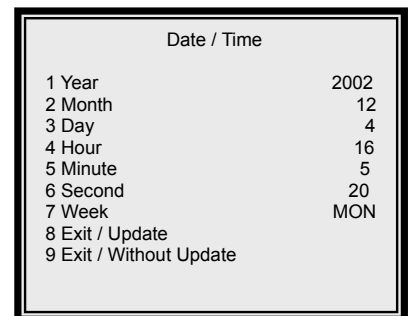 Date / Time
1 Year 2002
2 Month 12
3 Day 4
4 Hour 16
5 Minute 5
6 Second 20
7 Week MON
8 Exit / Update
9 Exit / Without Update